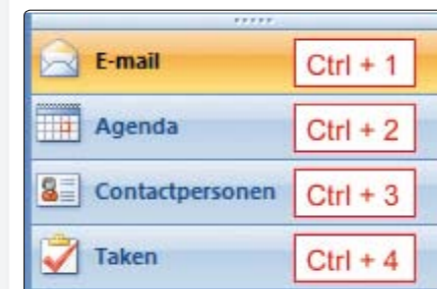 E-mail Ctrl + 1
Agenda Ctrl + 2
Contactpersonen Ctrl + 3
Taken Ctrl + 4